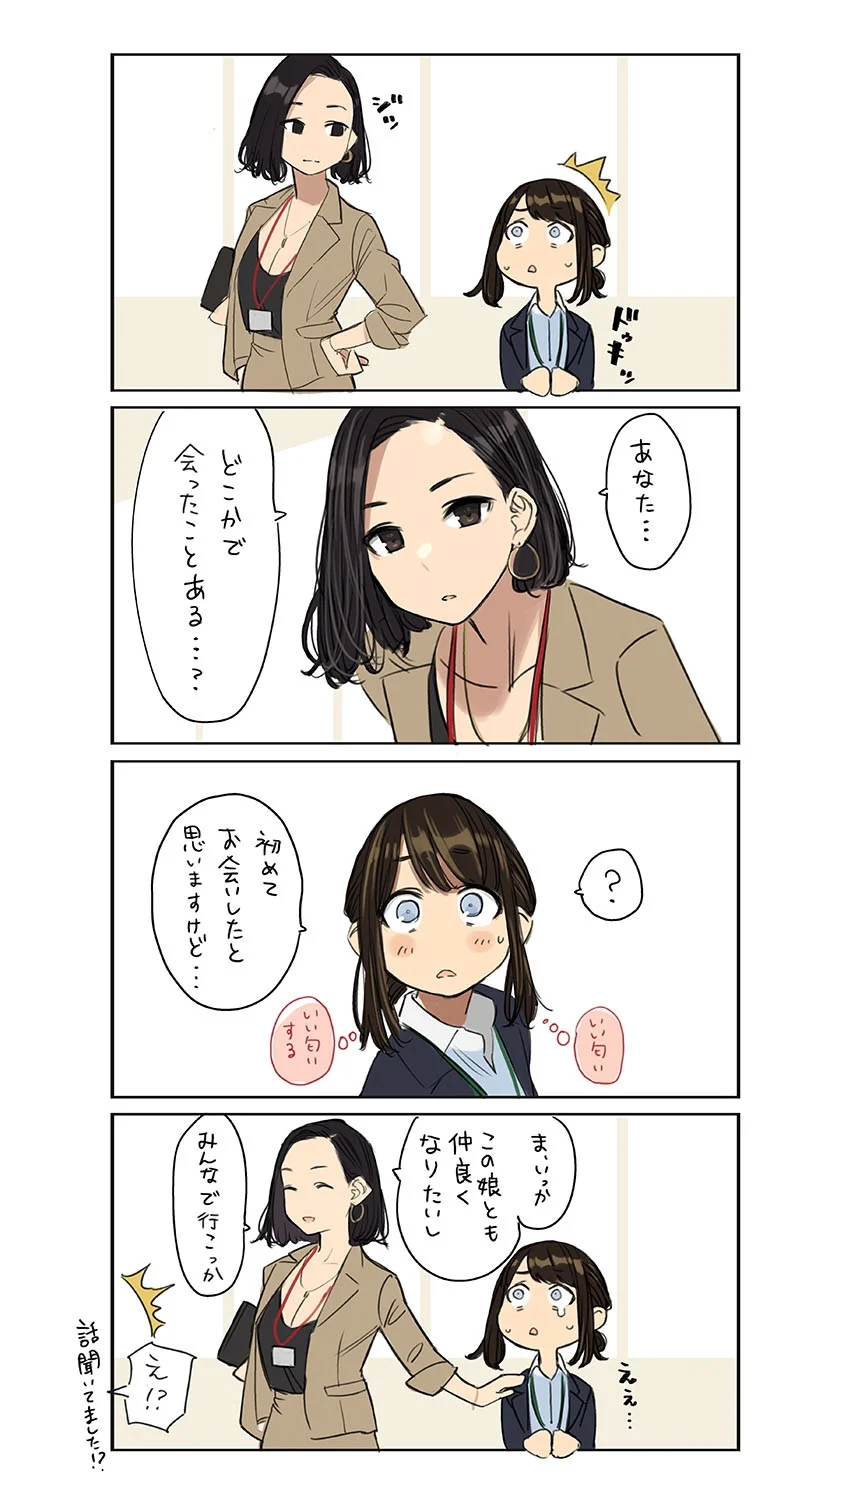 ジッ
ドゥキッ
あなた…
どこかで
会ったことある…？
？
初めて
お会いしたと
思いますけど…
いい匂い
いい匂い
する
ま、いっか
この娘とも
仲良く
なりたいし
みんなで行こっか
ええ…
え!?
話聞いてました!?